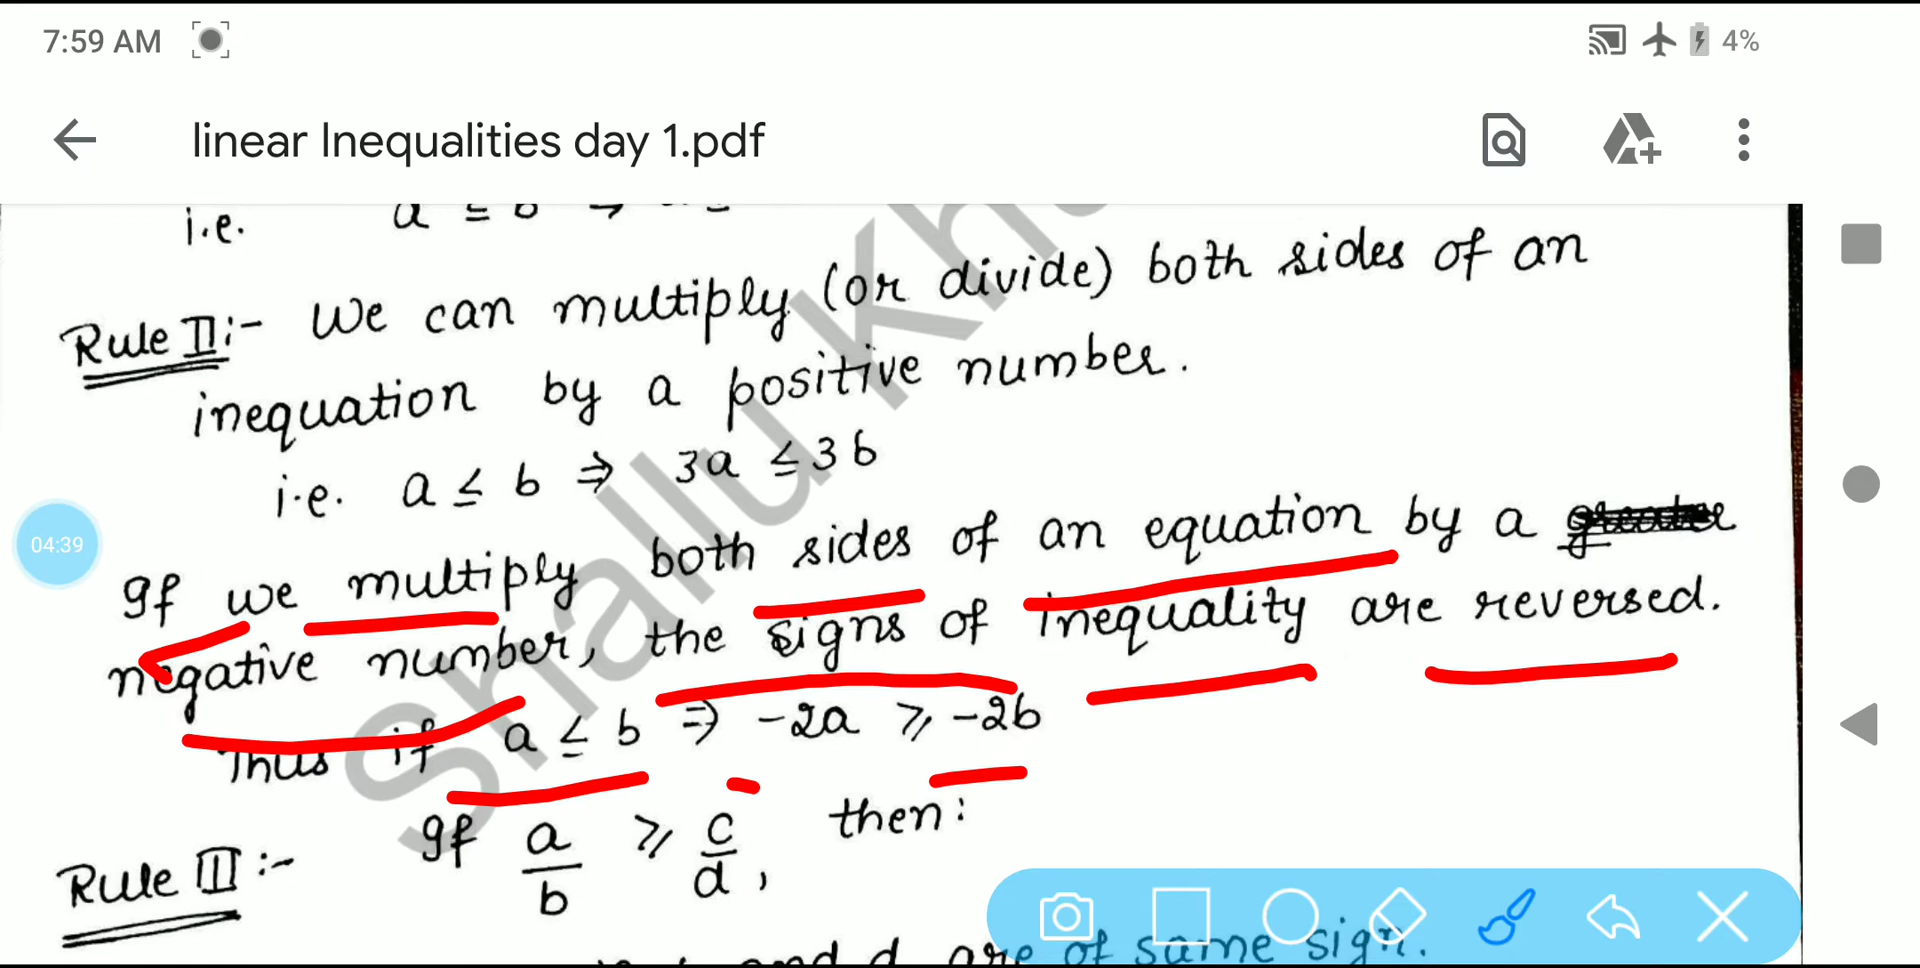 7:59 AM 4%
linear Inequalities day 1.pdf
i.e. a ≤ b ⇒
Rule II:- We can multiply (or divide) both sides of an
inequation by a positive number.
i.e. a ≤ b ⇒ 3a ≤ 3b
04:39
If we multiply both sides of an equation by a
negative number, the signs of inequality are reversed.
Thus if a ≤ b ⇒ -2a ≥ -2b
Rule III:- If a/b ≥ c/d, then:
and d are of same sign.
Shallu